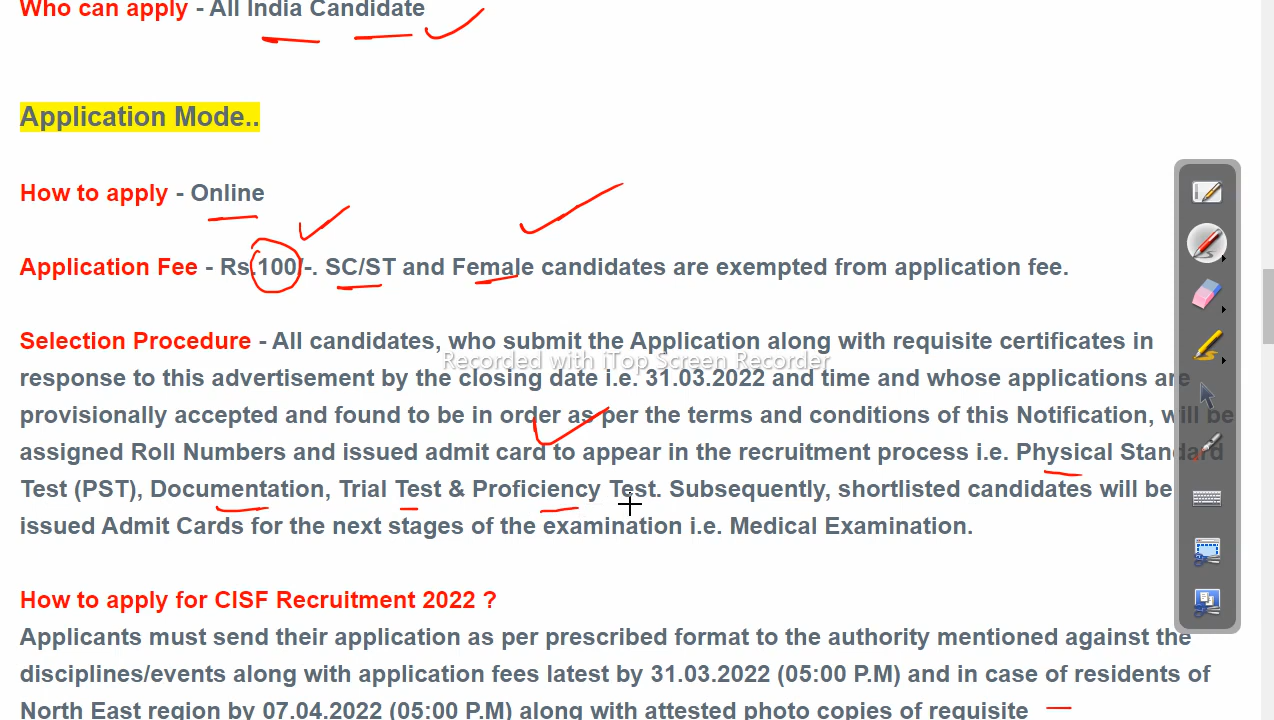 Who can apply - All India Candidate
Application Mode..
How to apply - Online
Application Fee - Rs.100/-. SC/ST and Female candidates are exempted from application fee.
Selection Procedure - All candidates, who submit the Application along with requisite certificates in
Recorded with iTop Screen Recorder
response to this advertisement by the closing date i.e. 31.03.2022 and time and whose applications are
provisionally accepted and found to be in order as per the terms and conditions of this Notification, will be
assigned Roll Numbers and issued admit card to appear in the recruitment process i.e. Physical Standard
Test (PST), Documentation, Trial Test & Proficiency Test. Subsequently, shortlisted candidates will be
issued Admit Cards for the next stages of the examination i.e. Medical Examination.
How to apply for CISF Recruitment 2022 ?
Applicants must send their application as per prescribed format to the authority mentioned against the
disciplines/events along with application fees latest by 31.03.2022 (05:00 P.M) and in case of residents of
North East region by 07.04.2022 (05:00 P.M) along with attested photo copies of requisite